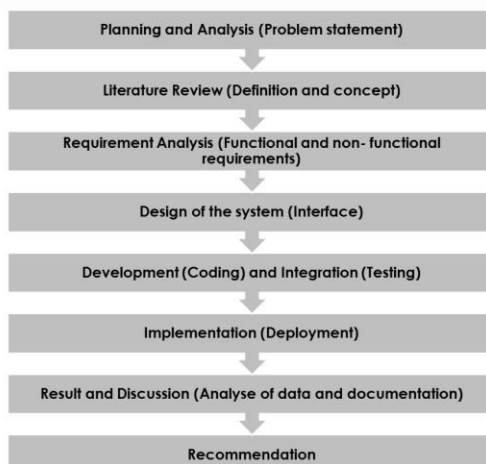 Planning and Analysis (Problem statement)
Literature Review (Definition and concept)
Requirement Analysis (Functional and non- functional
requirements)
Design of the system (Interface)
Development (Coding) and Integration (Testing)
Implementation (Deployment)
Result and Discussion (Analyse of data and documentation)
Recommendation